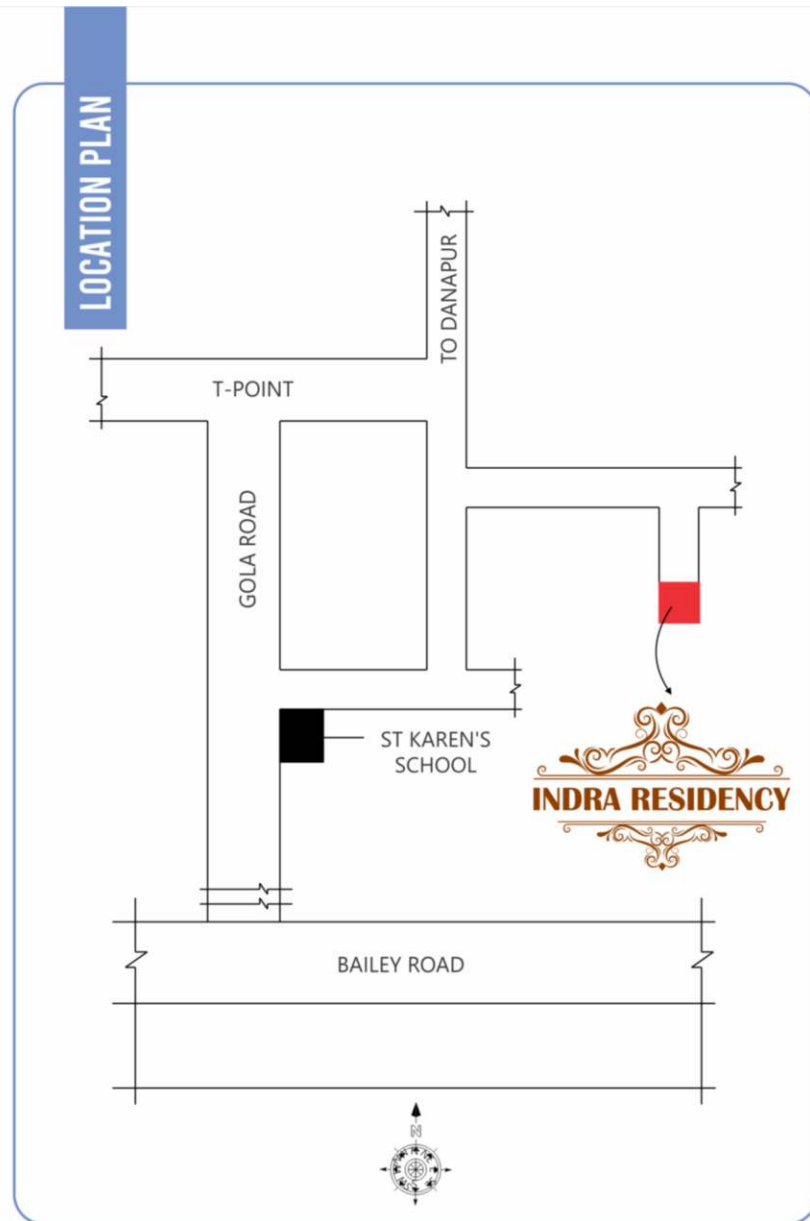 LOCATION PLAN
TO DANAPUR
T-POINT
GOLA ROAD
ST KAREN'S
SCHOOL
INDRA RESIDENCY
BAILEY ROAD
N